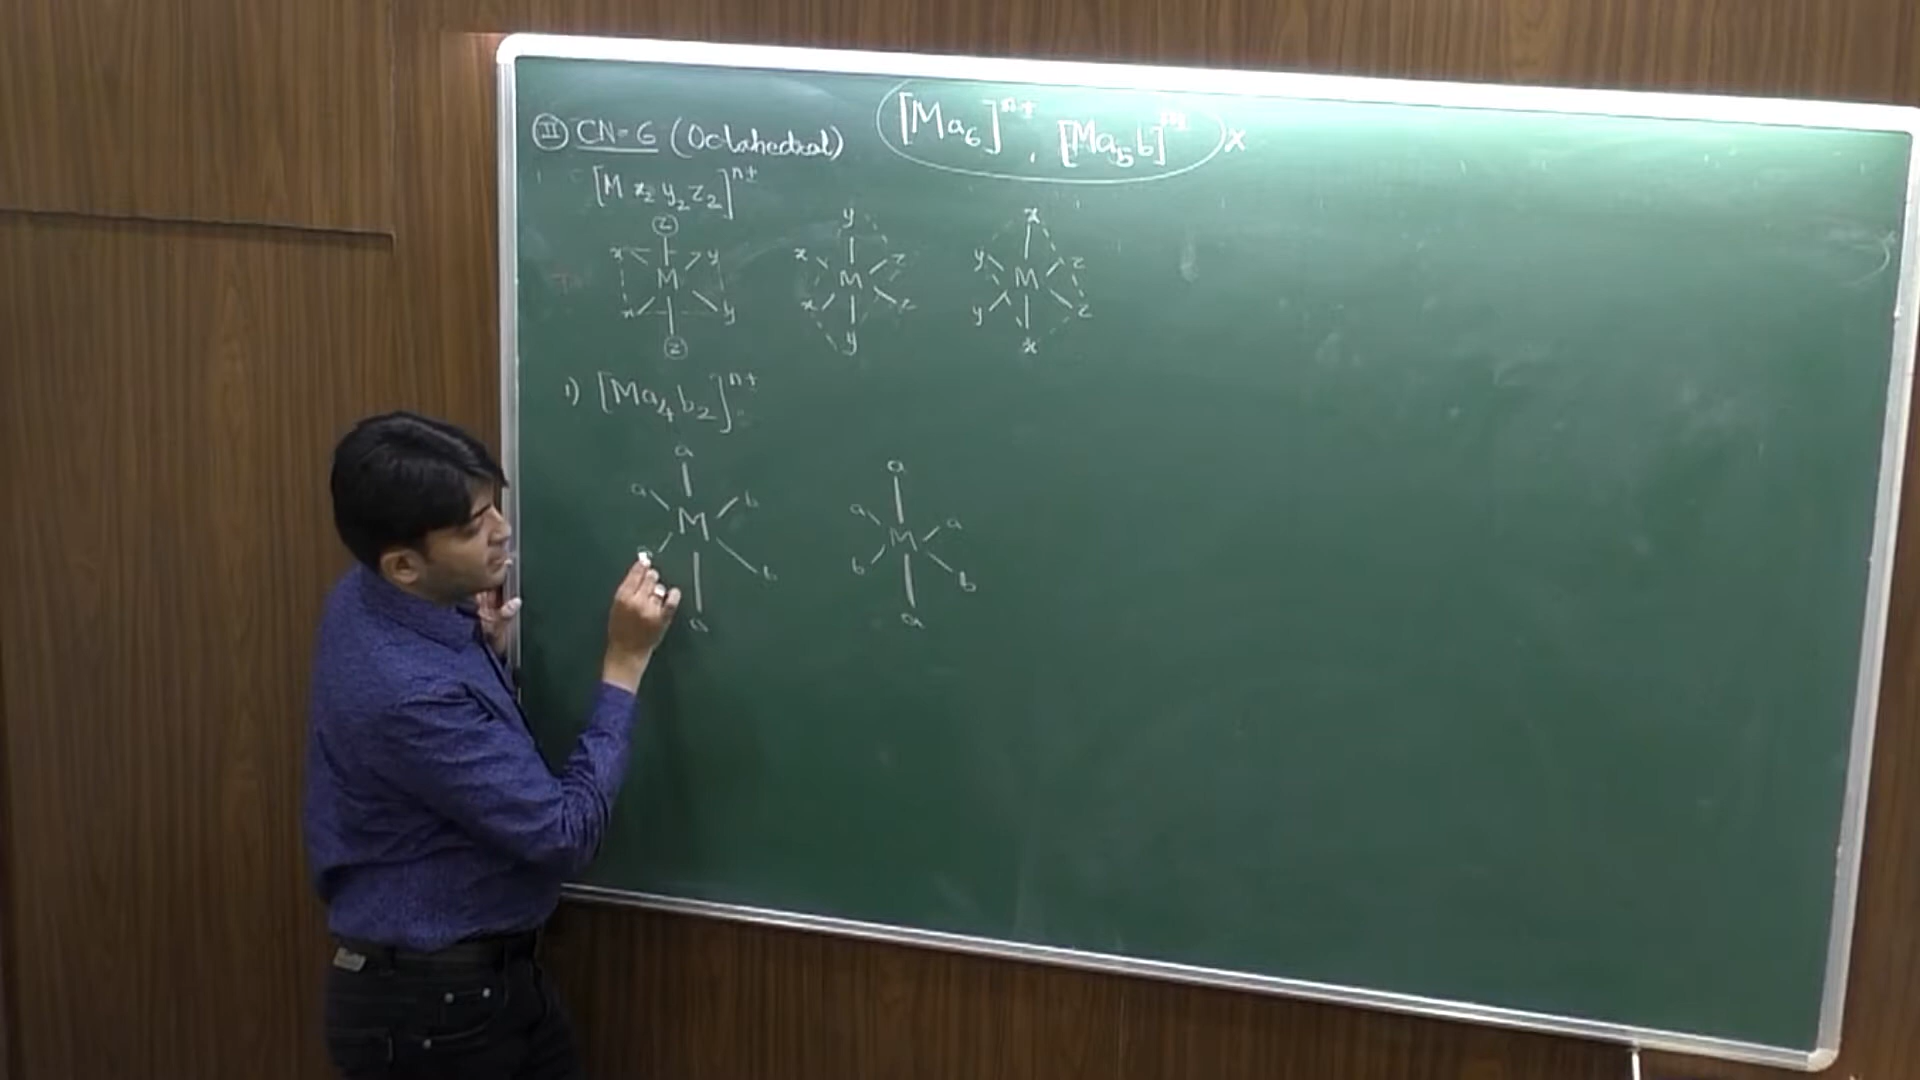 [Ma₆]ⁿ⁺ , [Ma₅b]ⁿ⁺ x
II CN=6 (Octahedral)
[M x₂ y₂ z₂]ⁿ⁺
z y x
x y x z y z
M M M
x y x z y z
z y x
1) [Ma₄b₂]ⁿ⁺
a a
a b a a
M M
b b b
a a